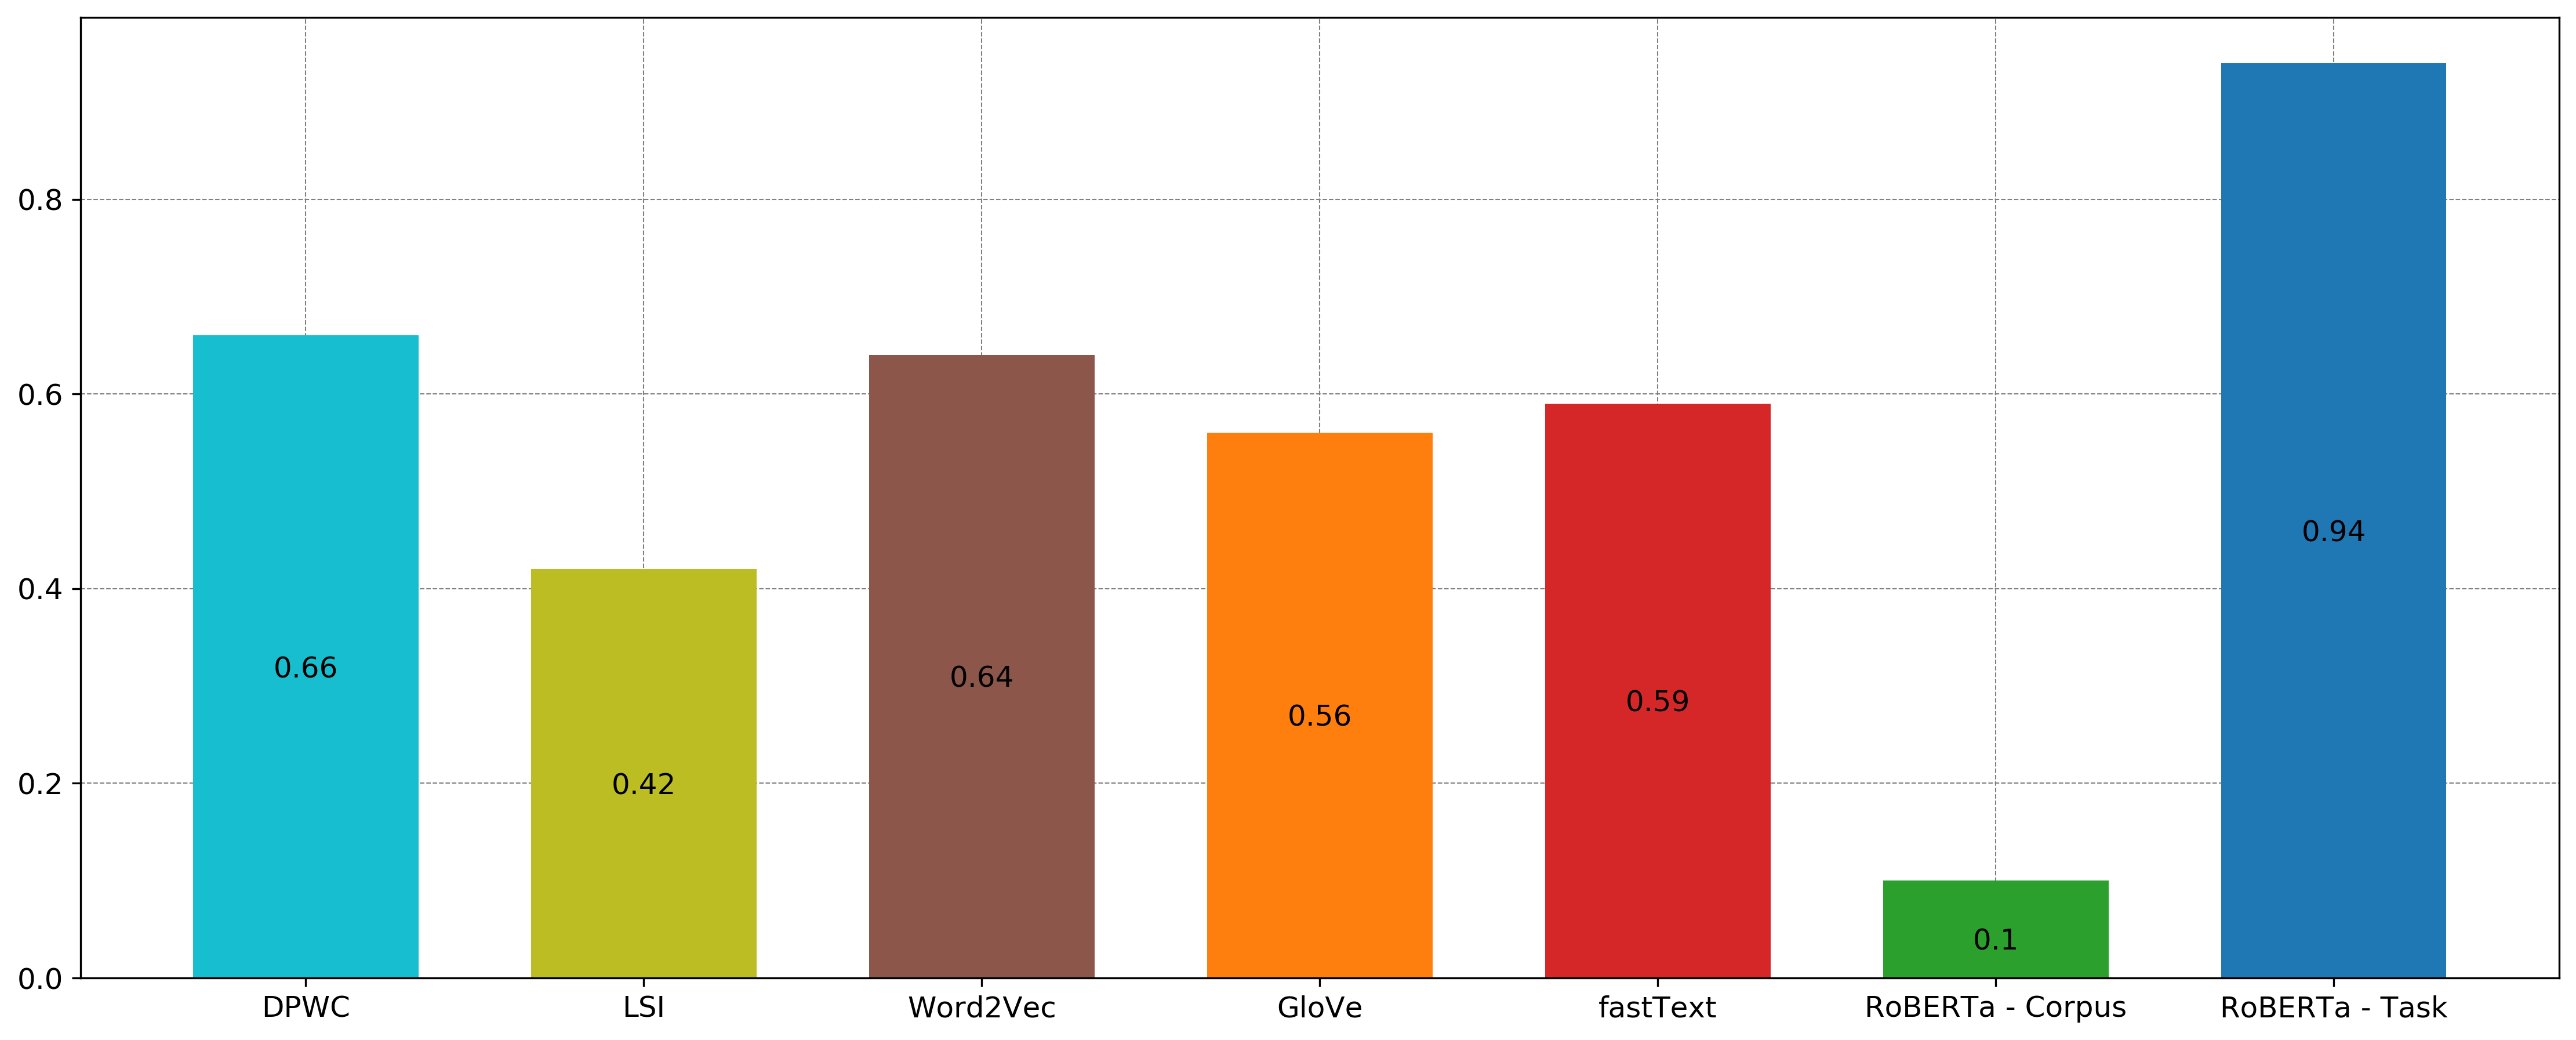 0.8
0.6
0.4
0.2
0.0
0.66
0.42
0.64
0.56
0.59
0.1
0.94
DPWC
LSI
Word2Vec
GloVe
fastText
RoBERTa - Corpus
RoBERTa - Task